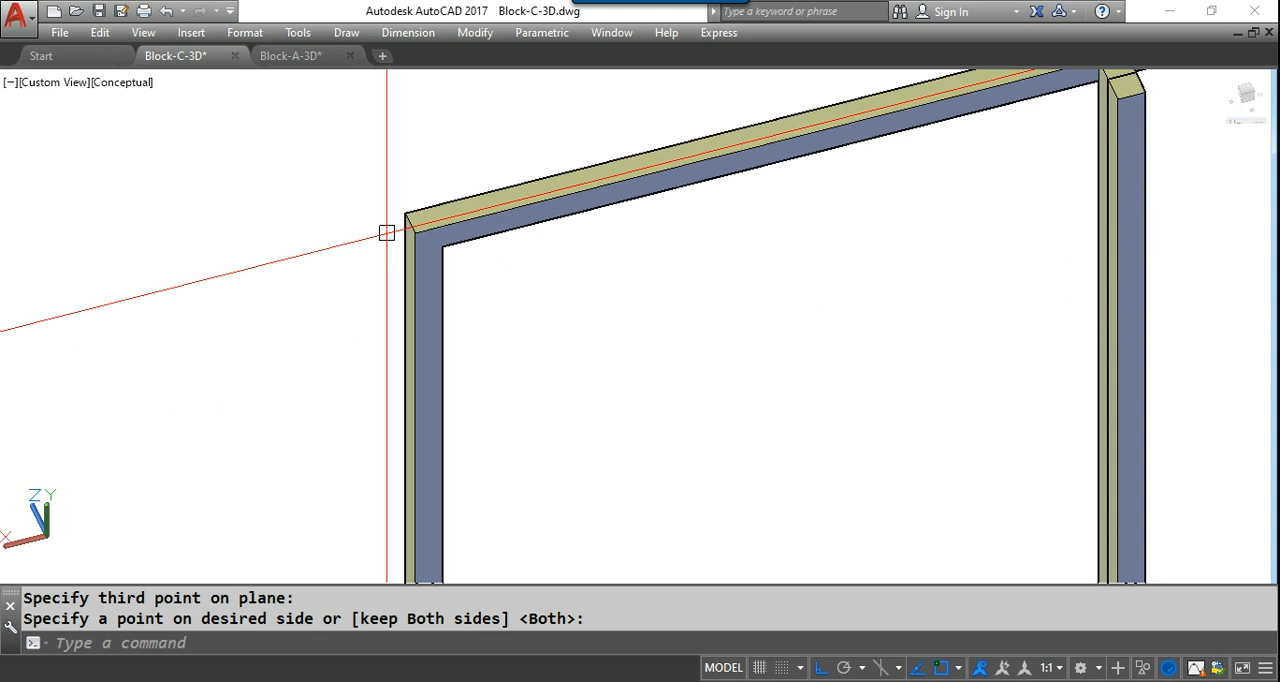 Autodesk AutoCAD 2017 Block-C-3D.dwg
Type a keyword or phrase
Sign In
File Edit View Insert Format Tools Draw Dimension Modify Parametric Window Help Express
Start Block-C-3D* Block-A-3D*
[−][Custom View][Conceptual]
Z Y
X
Specify third point on plane:
Specify a point on desired side or [keep Both sides] <Both>:
Type a command
MODEL 1:1